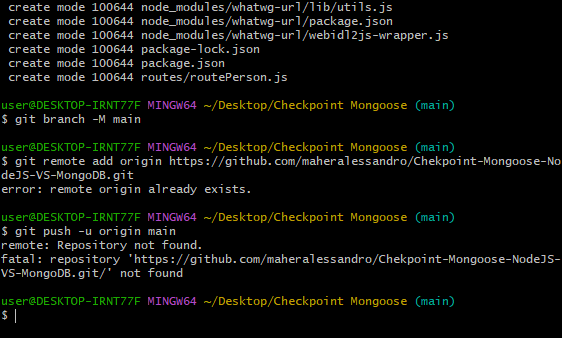 create mode 100644 node_modules/whatwg-url/lib/utils.js
create mode 100644 node_modules/whatwg-url/package.json
create mode 100644 node_modules/whatwg-url/webidl2js-wrapper.js
create mode 100644 package-lock.json
create mode 100644 package.json
create mode 100644 routes/routePerson.js
user@DESKTOP-IRNT77F MINGW64 ~/Desktop/Checkpoint Mongoose (main)
$ git branch -M main
user@DESKTOP-IRNT77F MINGW64 ~/Desktop/Checkpoint Mongoose (main)
$ git remote add origin https://github.com/maheralessandro/Chekpoint-Mongoose-No
deJS-VS-MongoDB.git
error: remote origin already exists.
user@DESKTOP-IRNT77F MINGW64 ~/Desktop/Checkpoint Mongoose (main)
$ git push -u origin main
remote: Repository not found.
fatal: repository 'https://github.com/maheralessandro/Chekpoint-Mongoose-NodeJS-
VS-MongoDB.git/' not found
user@DESKTOP-IRNT77F MINGW64 ~/Desktop/Checkpoint Mongoose (main)
$